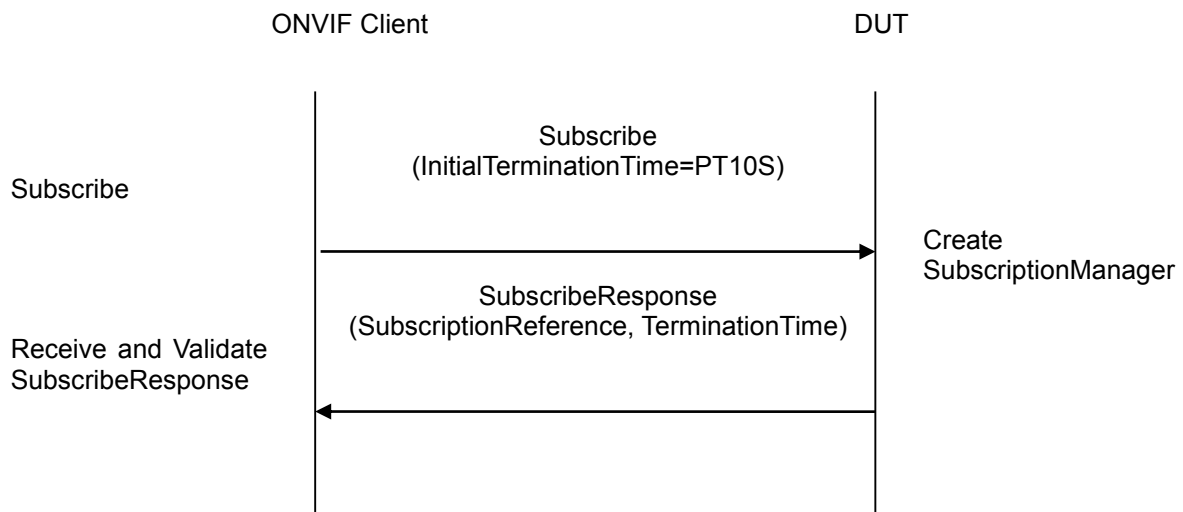 ONVIF Client
DUT
Subscribe
(InitialTerminationTime=PT10S)
Subscribe
Create
SubscriptionManager
SubscribeResponse
(SubscriptionReference, TerminationTime)
Receive and Validate
SubscribeResponse